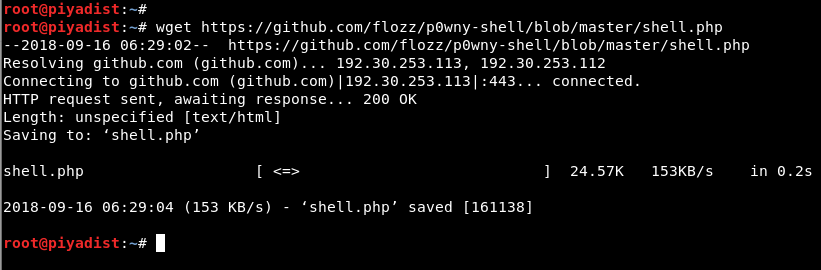 root@piyadist:~#
root@piyadist:~# wget https://github.com/flozz/p0wny-shell/blob/master/shell.php
--2018-09-16 06:29:02--  https://github.com/flozz/p0wny-shell/blob/master/shell.php
Resolving github.com (github.com)... 192.30.253.113, 192.30.253.112
Connecting to github.com (github.com)|192.30.253.113|:443... connected.
HTTP request sent, awaiting response... 200 OK
Length: unspecified [text/html]
Saving to: ‘shell.php’
shell.php                   [ <=>                           ]  24.57K   153KB/s    in 0.2s
2018-09-16 06:29:04 (153 KB/s) - ‘shell.php’ saved [161138]
root@piyadist:~#